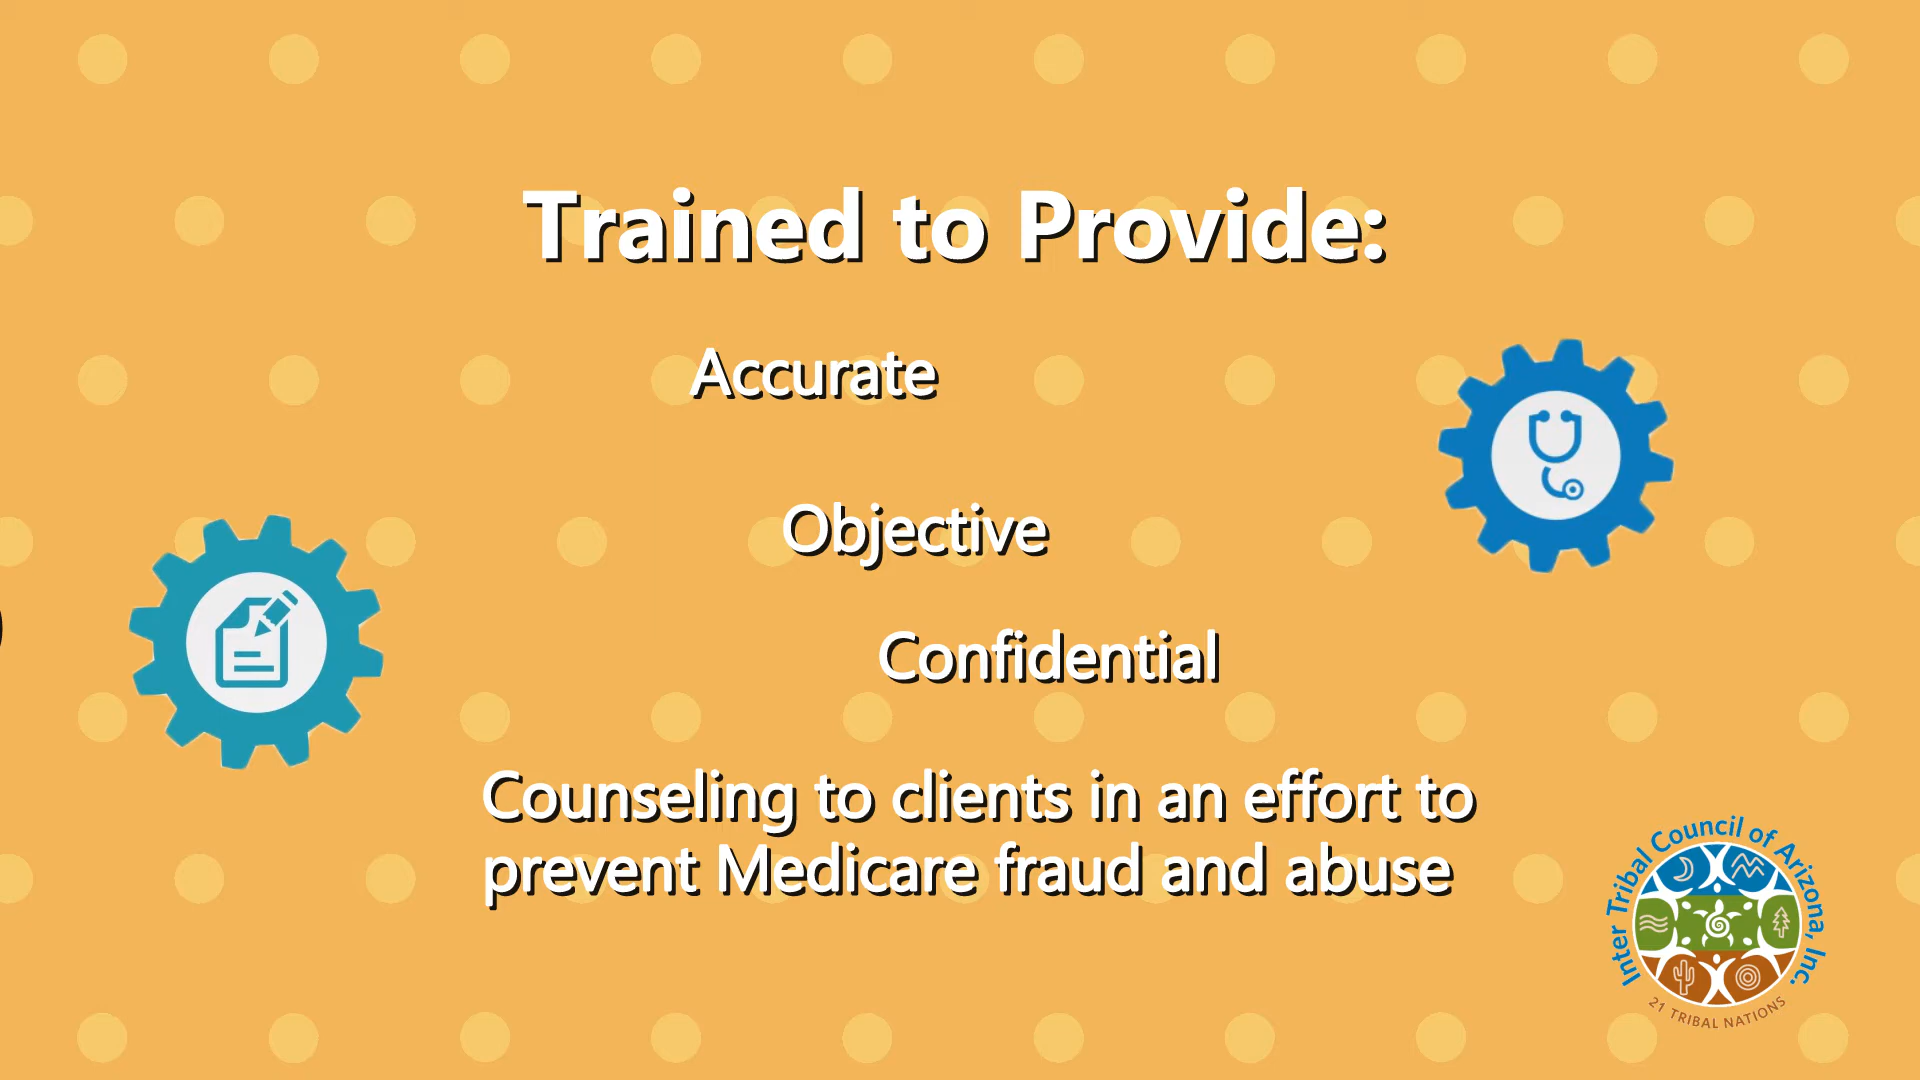 Trained to Provide:
Accurate
Objective
Confidential
Counseling to clients in an effort to
prevent Medicare fraud and abuse
Inter Tribal Council of Arizona, Inc.
21 TRIBAL NATIONS